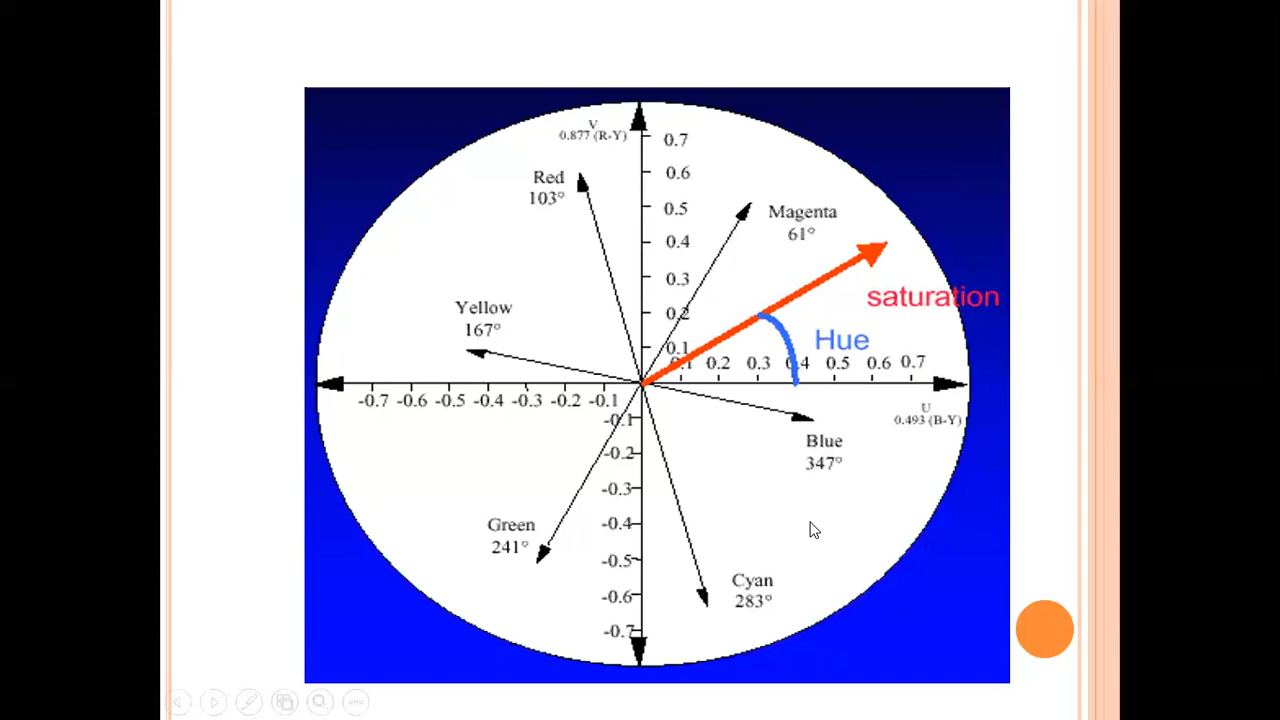 V
0.877 (R-Y)
0.7
Red
103°
0.6
0.5
Magenta
61°
0.4
0.3
saturation
Yellow
167°
0.2
Hue
0.1
0.1 0.2 0.3 0.4 0.5 0.6 0.7
-0.7 -0.6 -0.5 -0.4 -0.3 -0.2 -0.1
U
0.493 (B-Y)
-0.1
Blue
347°
-0.2
-0.3
Green
241°
-0.4
-0.5
Cyan
283°
-0.6
-0.7